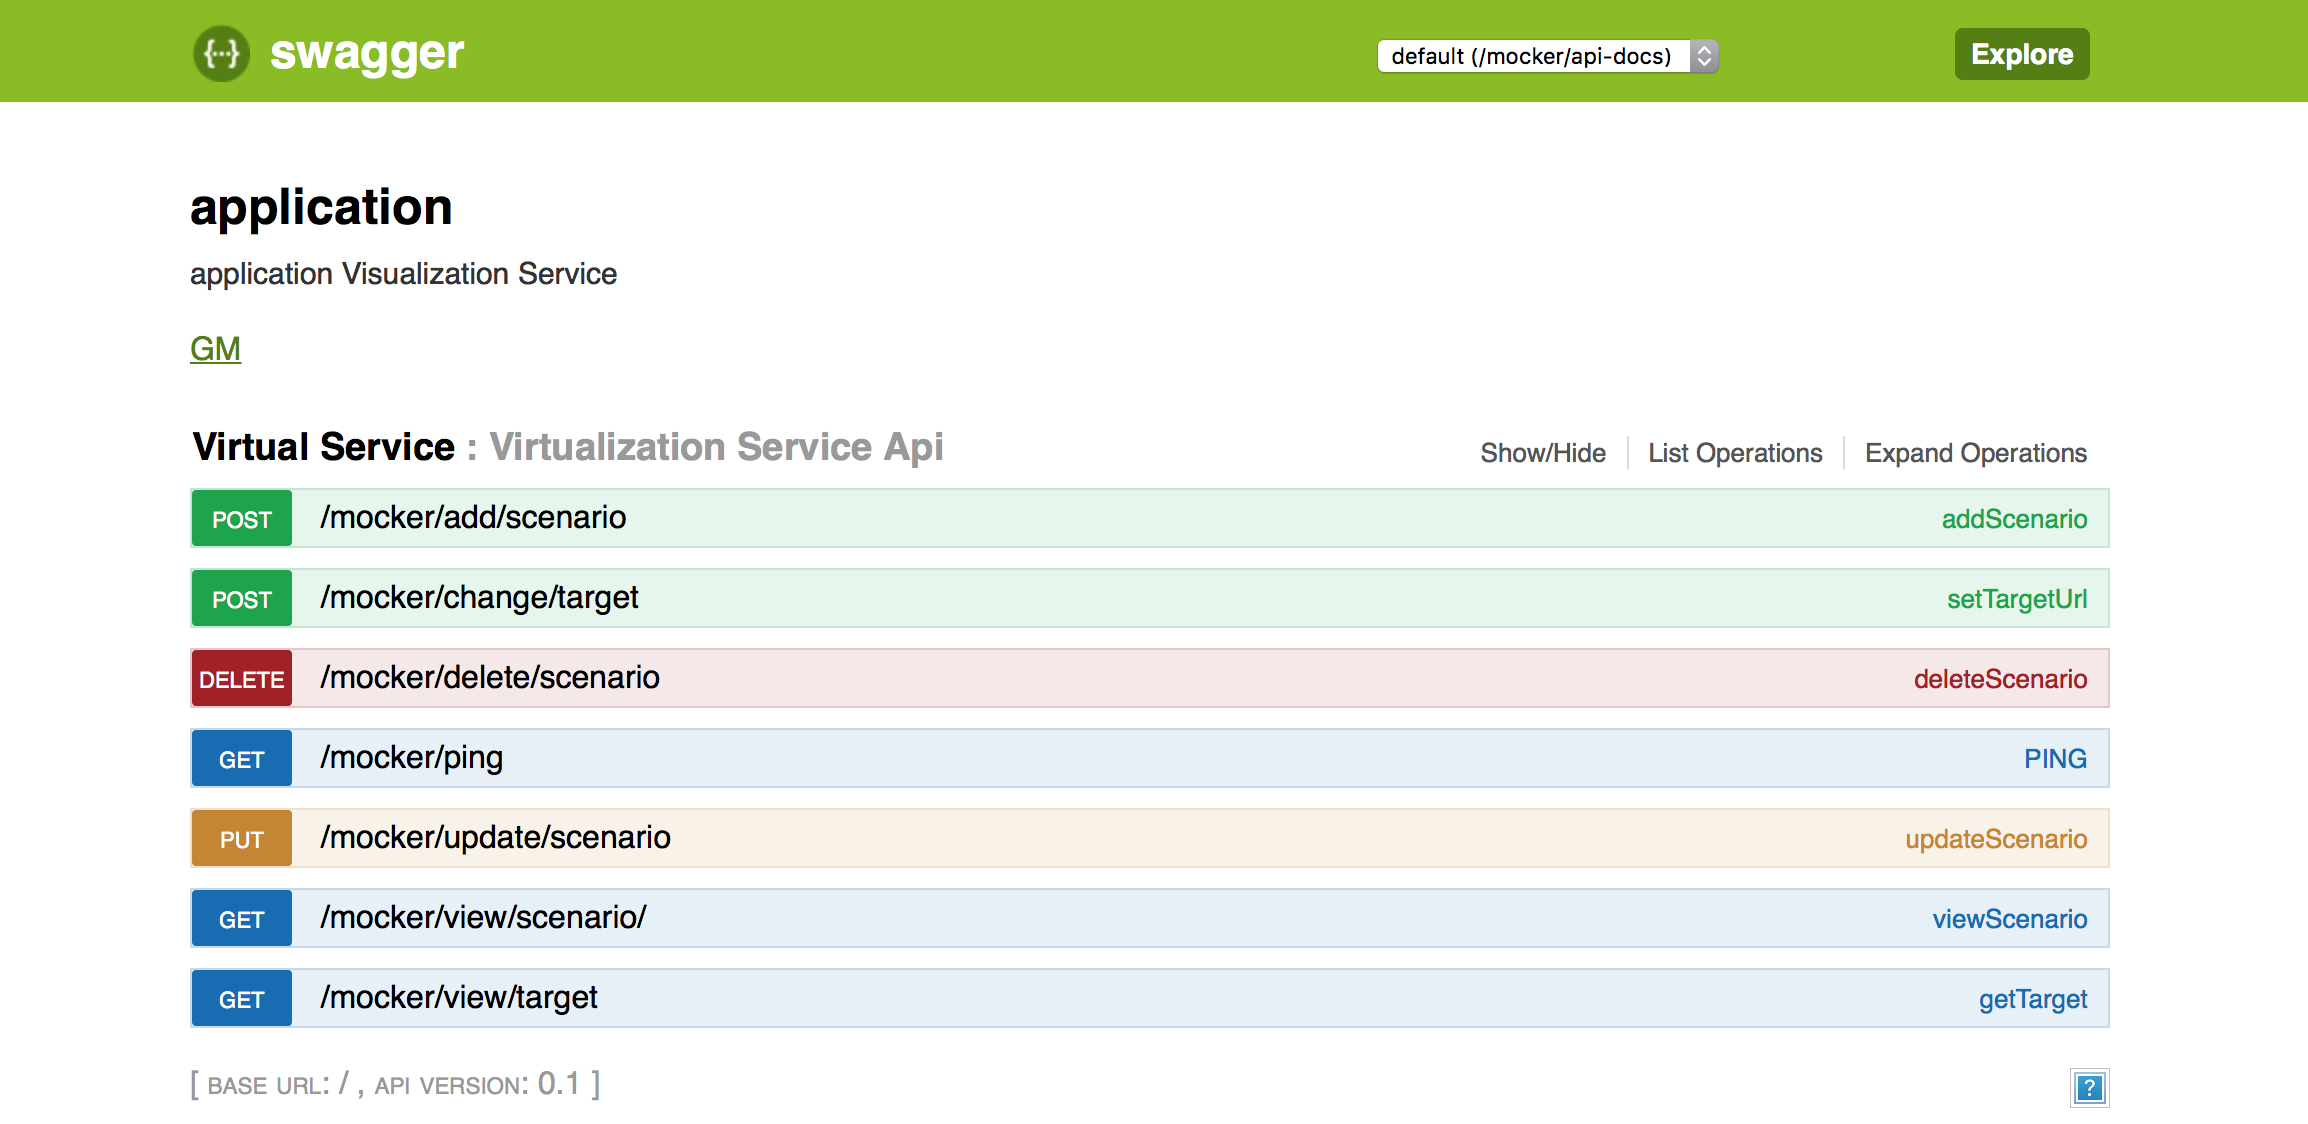 {···} swagger default (/mocker/api-docs) Explore
application
application Visualization Service
GM
Virtual Service : Virtualization Service Api Show/Hide List Operations Expand Operations
POST /mocker/add/scenario addScenario
POST /mocker/change/target setTargetUrl
DELETE /mocker/delete/scenario deleteScenario
GET /mocker/ping PING
PUT /mocker/update/scenario updateScenario
GET /mocker/view/scenario/ viewScenario
GET /mocker/view/target getTarget
[ BASE URL: / , API VERSION: 0.1 ] ?